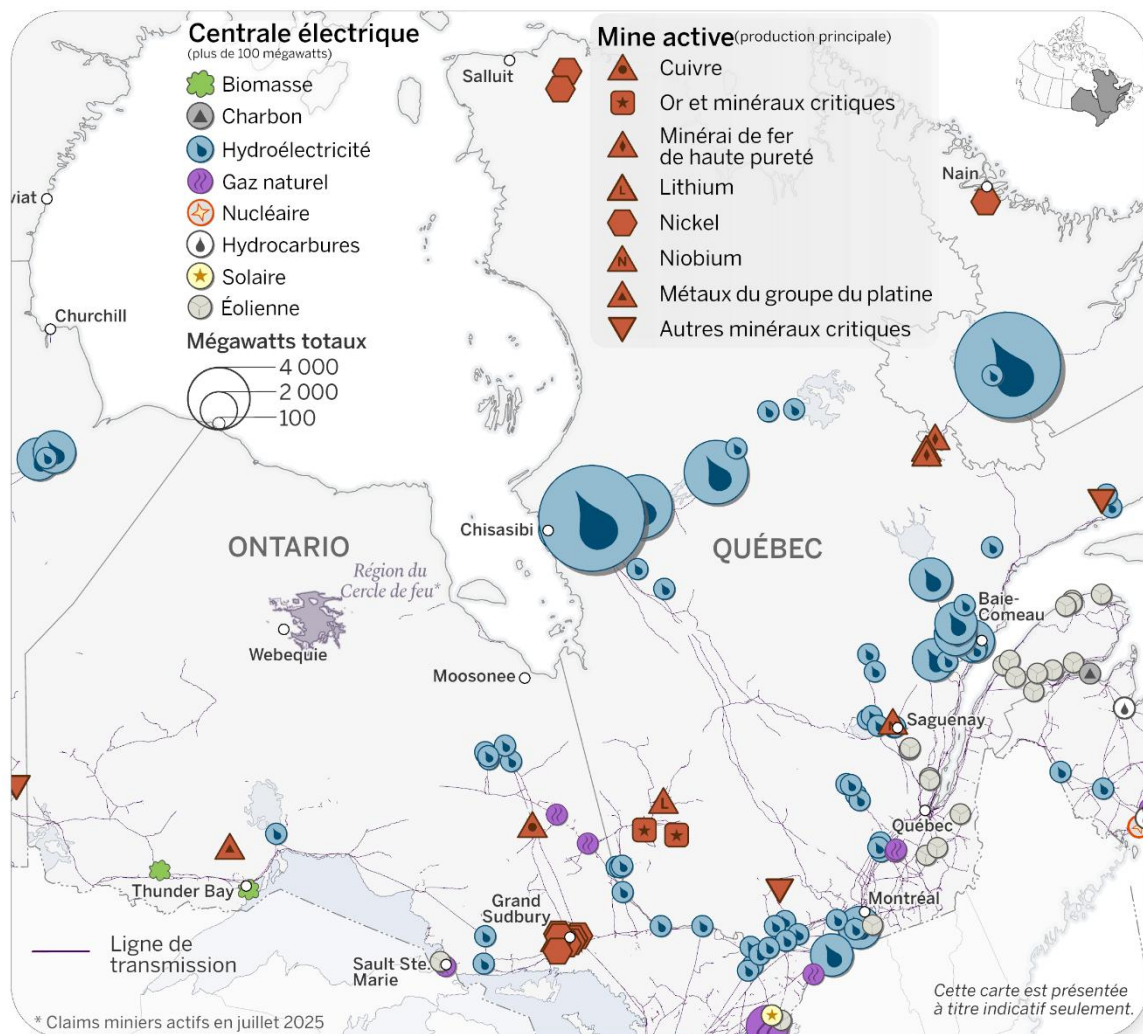 Centrale électrique
(plus de 100 mégawatts)
Biomasse
Charbon
Hydroélectricité
Gaz naturel
Nucléaire
Hydrocarbures
Solaire
Éolienne
Mégawatts totaux
4 000
2 000
100
Mine active (production principale)
Cuivre
Or et minéraux critiques
Minérai de fer
de haute pureté
Lithium
L
Nickel
Niobium
N
Métaux du groupe du platine
Autres minéraux critiques
Salluit
Nain
viat
Churchill
Chisasibi
ONTARIO
QUÉBEC
Région du
Cercle de feu*
Webequie
Moosonee
Baie-
Comeau
Saguenay
N
L
Québec
Thunder Bay
Grand
Sudbury
Montréal
Sault Ste.
Marie
Ligne de
transmission
* Claims miniers actifs en juillet 2025
Cette carte est présentée
à titre indicatif seulement.